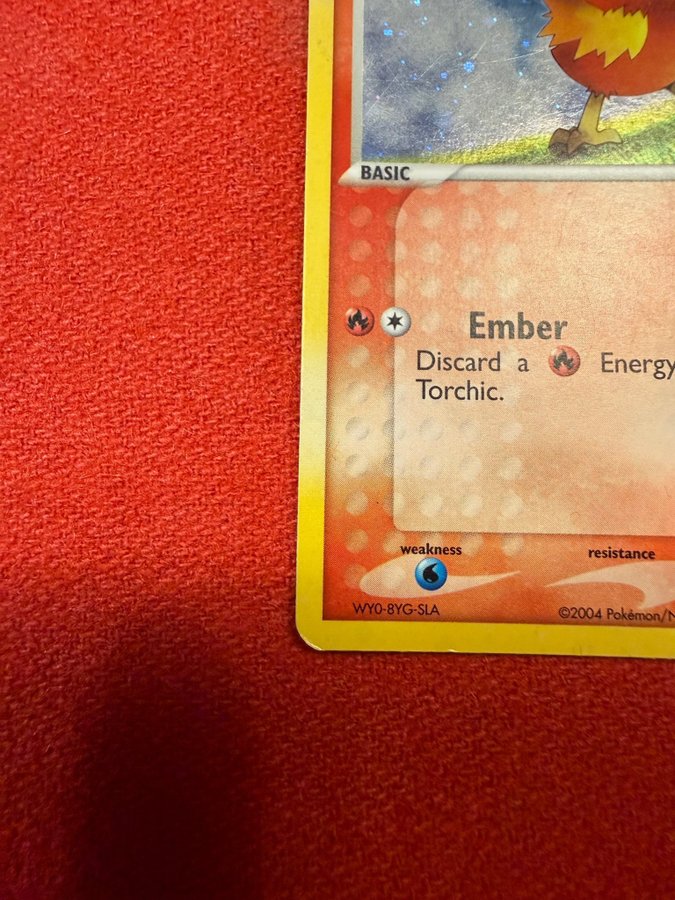 BASIC
Ember
Discard a Energy
Torchic.
weakness
resistance
WY0-8YG-SLA
©2004 Pokémon/N